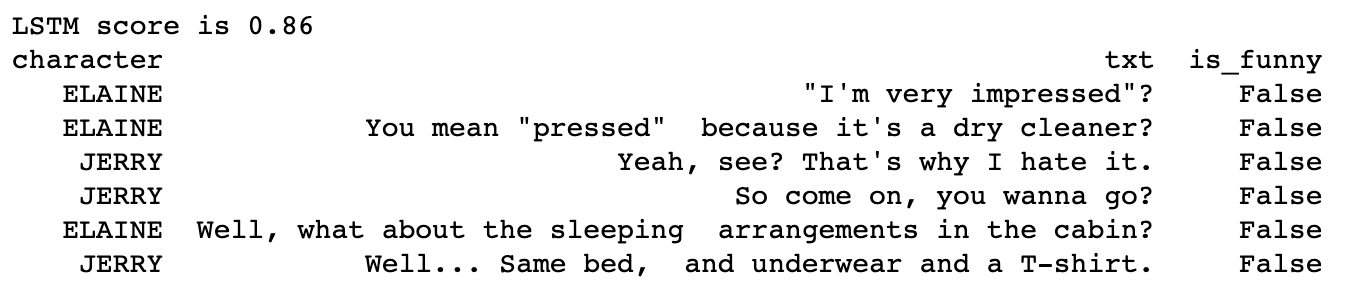 LSTM score is 0.86
character txt is_funny
ELAINE "I'm very impressed"? False
ELAINE You mean "pressed"  because it's a dry cleaner? False
JERRY Yeah, see? That's why I hate it. False
JERRY So come on, you wanna go? False
ELAINE Well, what about the sleeping  arrangements in the cabin? False
JERRY Well... Same bed,  and underwear and a T-shirt. False